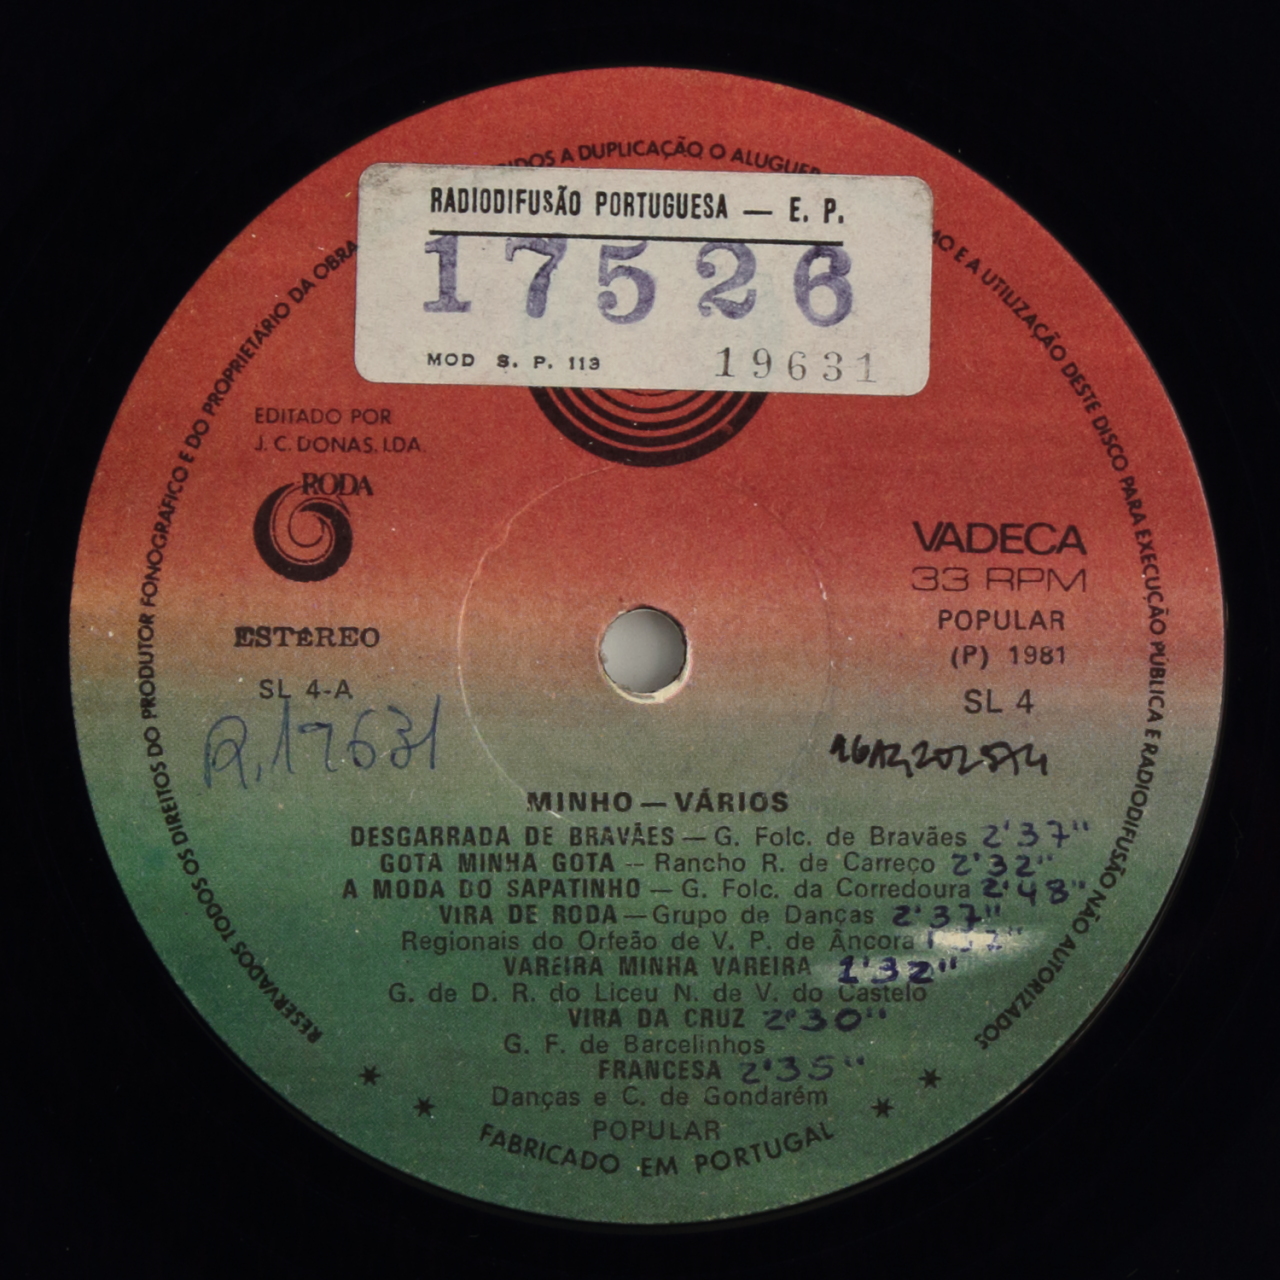 RESERVADOS TODOS OS DIREITOS DO PRODUTOR FONOGRAFICO E DO PROPRIETARIO DA OBRA
A DUPLICAÇÃO O ALUGUER
E A UTILIZAÇÃO DESTE DISCO PARA EXECUÇÃO PUBLICA E RADIODIFUSÃO NÃO AUTORIZADOS
RADIODIFUSÃO PORTUGUESA — E. P.
17526
MOD S. P. 113 19631
EDITADO POR
J. C. DONAS, LDA.
RODA
ESTÉREO
SL 4-A
R.19631
VADECA
33 RPM
POPULAR
(P) 1981
SL 4
MINHO — VÁRIOS
DESGARRADA DE BRAVÃES — G. Folc. de Bravães 2'37"
GOTA MINHA GOTA — Rancho R. de Carreço 2'32"
A MODA DO SAPATINHO — G. Folc. da Corredoura 2'48"
VIRA DE RODA — Grupo de Danças 2'37"
Regionais do Orfeão de V. P. de Âncora
VAREIRA MINHA VAREIRA 1'32"
G. de D. R. do Liceu N. de V. do Castelo
VIRA DA CRUZ 2'30"
G. F. de Barcelinhos
FRANCESA 2'35"
Danças e C. de Gondarém
POPULAR
FABRICADO EM PORTUGAL